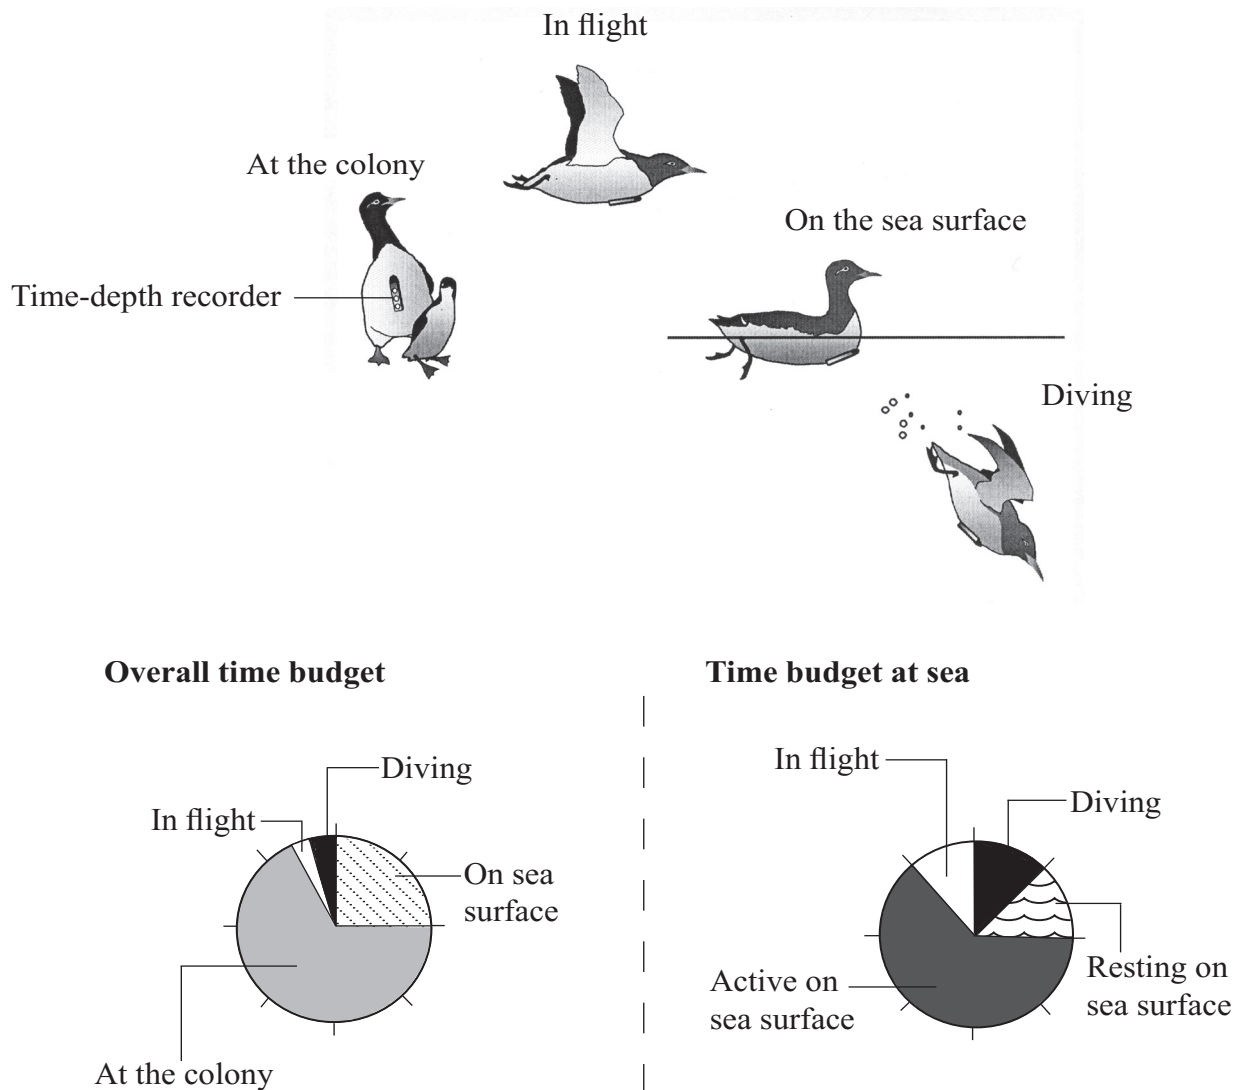 In flight
At the colony
On the sea surface
Time-depth recorder
Diving
Overall time budget
Diving
In flight
On sea
surface
At the colony
Time budget at sea
In flight
Diving
Active on
sea surface
Resting on
sea surface